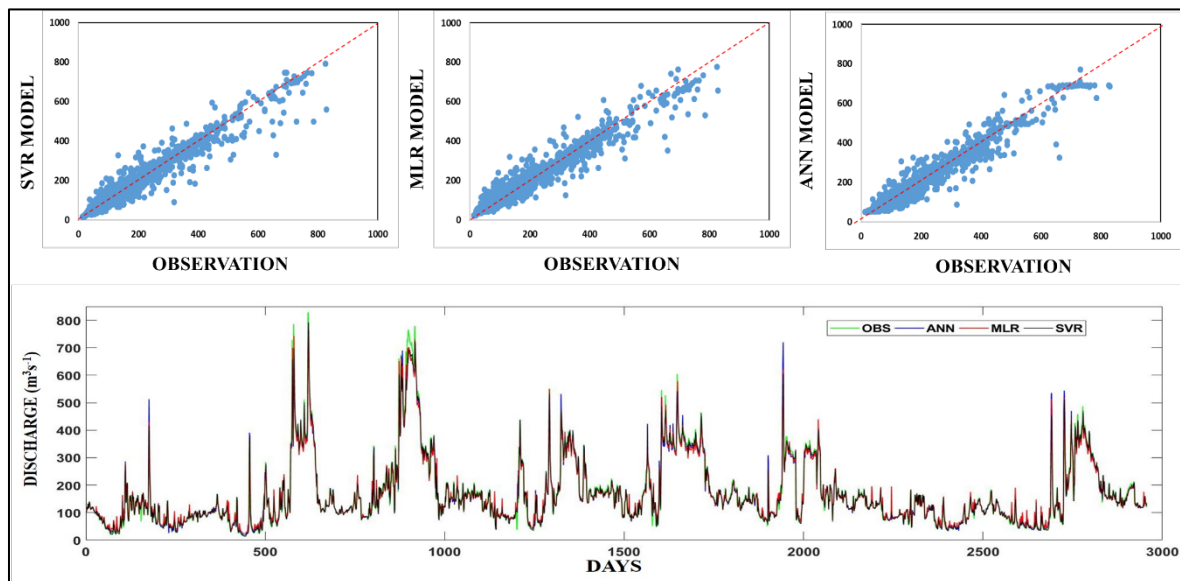 1000
800
600
400
200
0
0 200 400 600 800 1000
SVR MODEL
OBSERVATION
1000
800
600
400
200
0
0 200 400 600 800 1000
MLR MODEL
OBSERVATION
1000
800
600
400
200
0
0 200 400 600 800 1000
ANN MODEL
OBSERVATION
DISCHARGE (m³s⁻¹)
800
700
600
500
400
300
200
100
0
OBS ANN MLR SVR
0 500 1000 1500 2000 2500 3000
DAYS